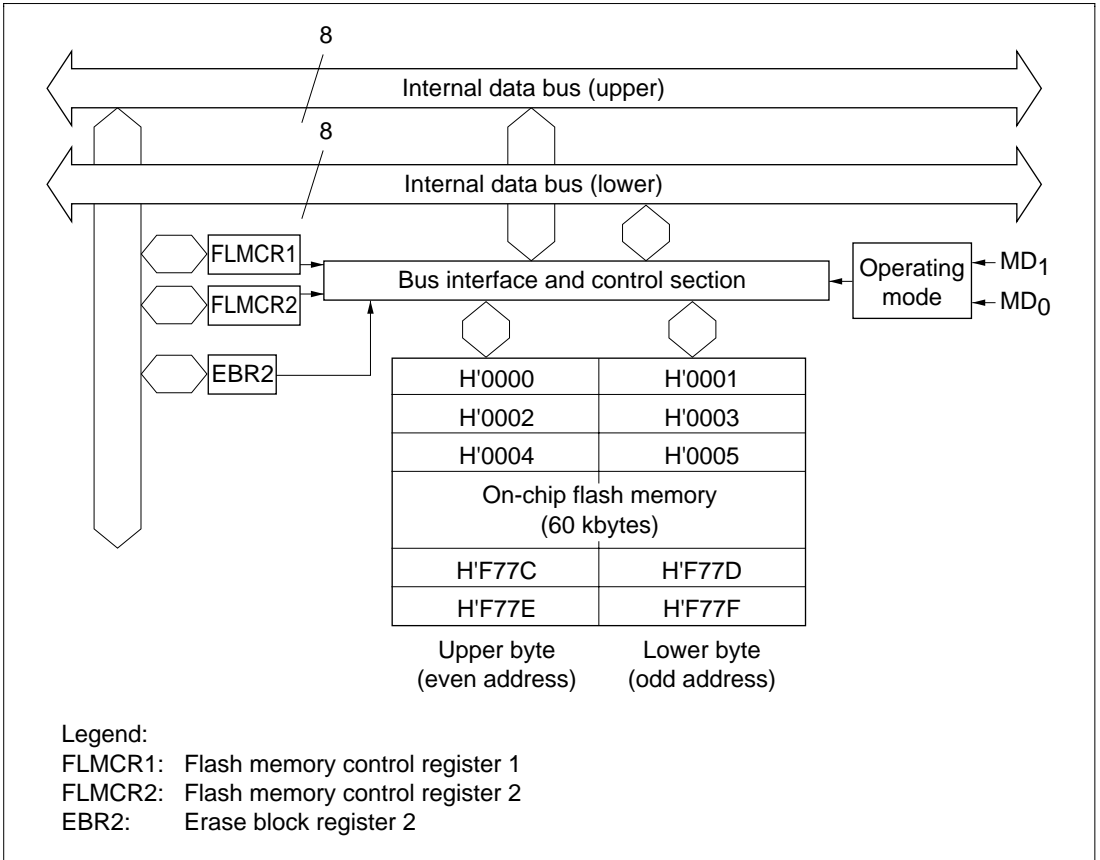 8
Internal data bus (upper)
8
Internal data bus (lower)
FLMCR1
Bus interface and control section
Operating
mode
MD1
MD0
FLMCR2
EBR2
H'0000 H'0001
H'0002 H'0003
H'0004 H'0005
On-chip flash memory
(60 kbytes)
H'F77C H'F77D
H'F77E H'F77F
Upper byte
(even address)
Lower byte
(odd address)
Legend:
FLMCR1: Flash memory control register 1
FLMCR2: Flash memory control register 2
EBR2: Erase block register 2